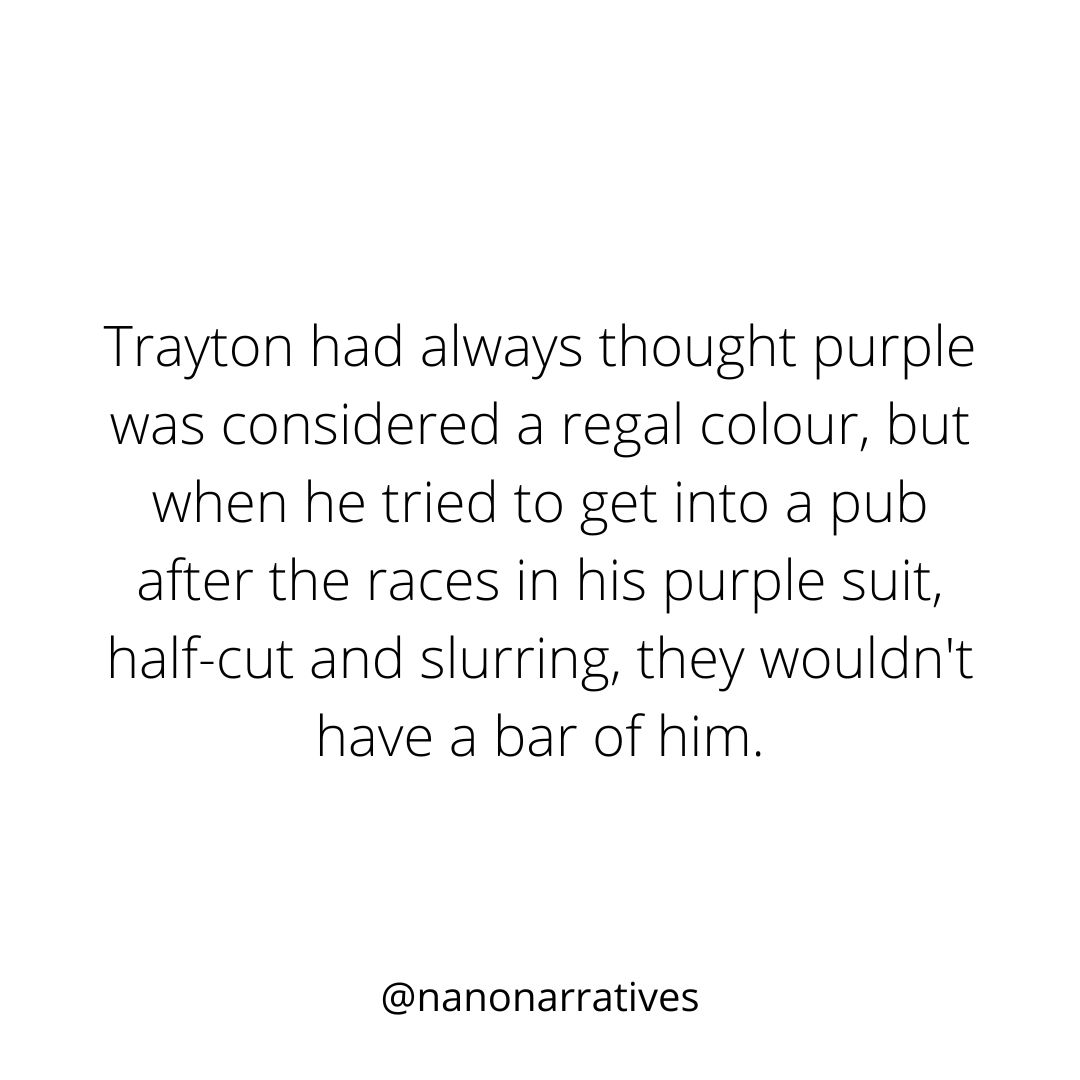 Trayton had always thought purple
was considered a regal colour, but
when he tried to get into a pub
after the races in his purple suit,
half-cut and slurring, they wouldn't
have a bar of him.
@nanonarratives